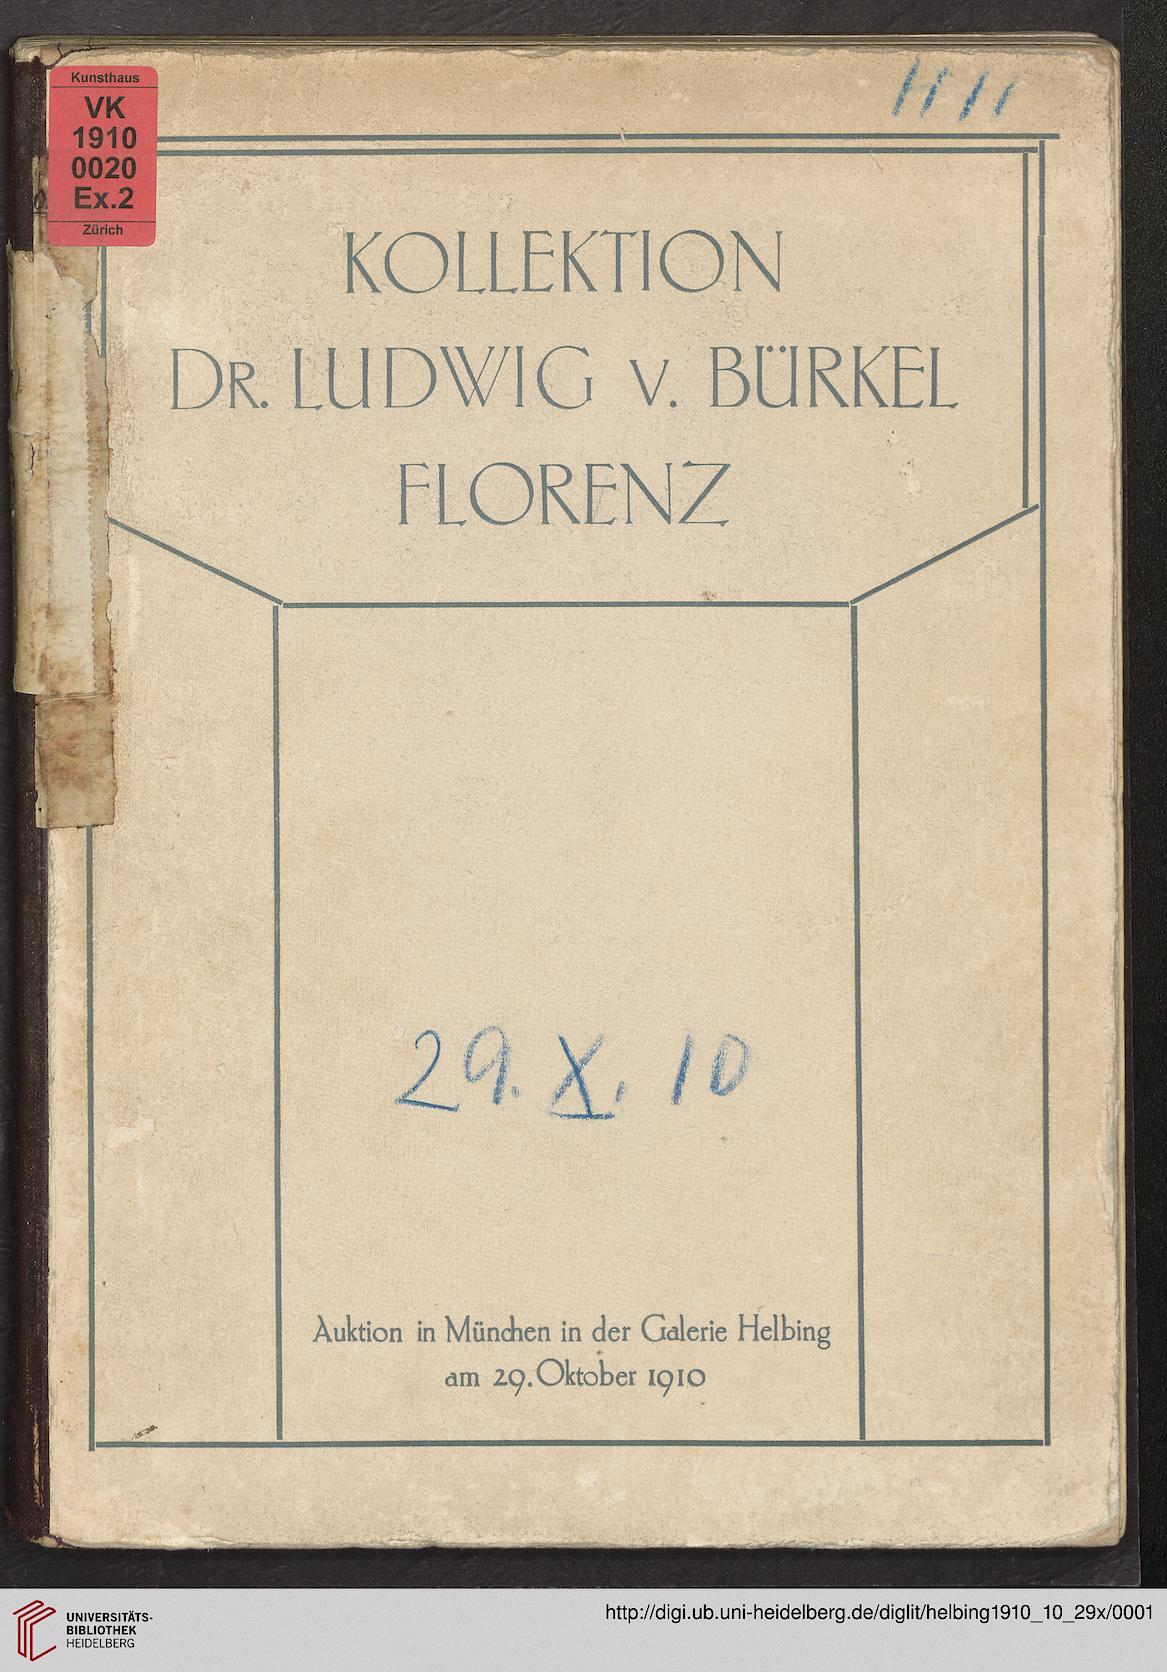 Kunsthaus
VK
1910
0020
Ex.2
Zürich
KOLLEKTION
DR. LUDWIG V. BÜRKEL
FLORENZ
29. X. 10
Auktion in München in der Galerie Helbing
am 29. Oktober 1910
UNIVERSITÄTS-
BIBLIOTHEK
HEIDELBERG
http://digi.ub.uni-heidelberg.de/diglit/helbing1910_10_29x/0001